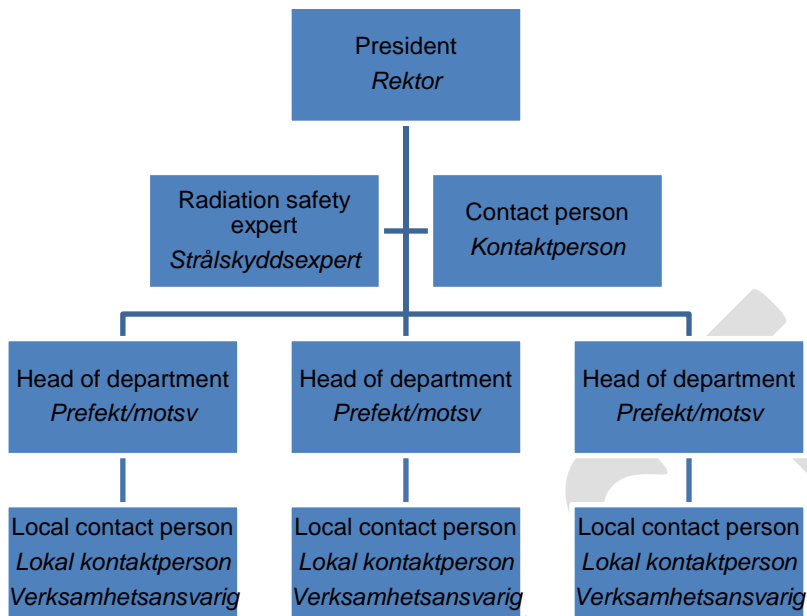 President
Rektor
Radiation safety
expert
Strålskyddsexpert
Contact person
Kontaktperson
Head of department
Prefekt/motsv
Head of department
Prefekt/motsv
Head of department
Prefekt/motsv
Local contact person
Lokal kontaktperson
Verksamhetsansvarig
Local contact person
Lokal kontaktperson
Verksamhetsansvarig
Local contact person
Lokal kontaktperson
Verksamhetsansvarig